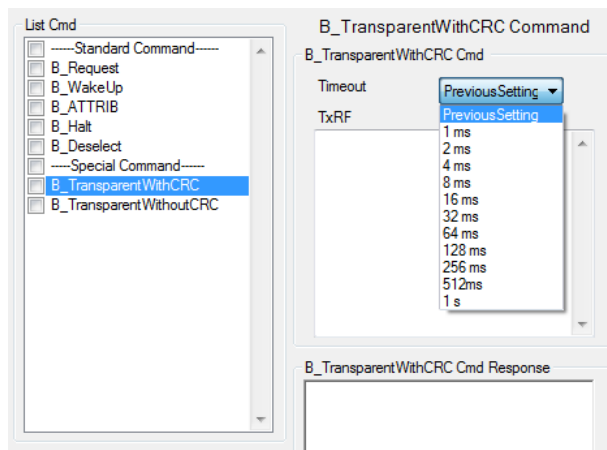 List Cmd
------Standard Command------
B_Request
B_WakeUp
B_ATTRIB
B_Halt
B_Deselect
-----Special Command------
B_TransparentWithCRC
B_TransparentWithoutCRC
B_TransparentWithCRC Command
B_TransparentWithCRC Cmd
Timeout
PreviousSetting
TxRF
PreviousSetting
1 ms
2 ms
4 ms
8 ms
16 ms
32 ms
64 ms
128 ms
256 ms
512ms
1 s
B_TransparentWithCRC Cmd Response